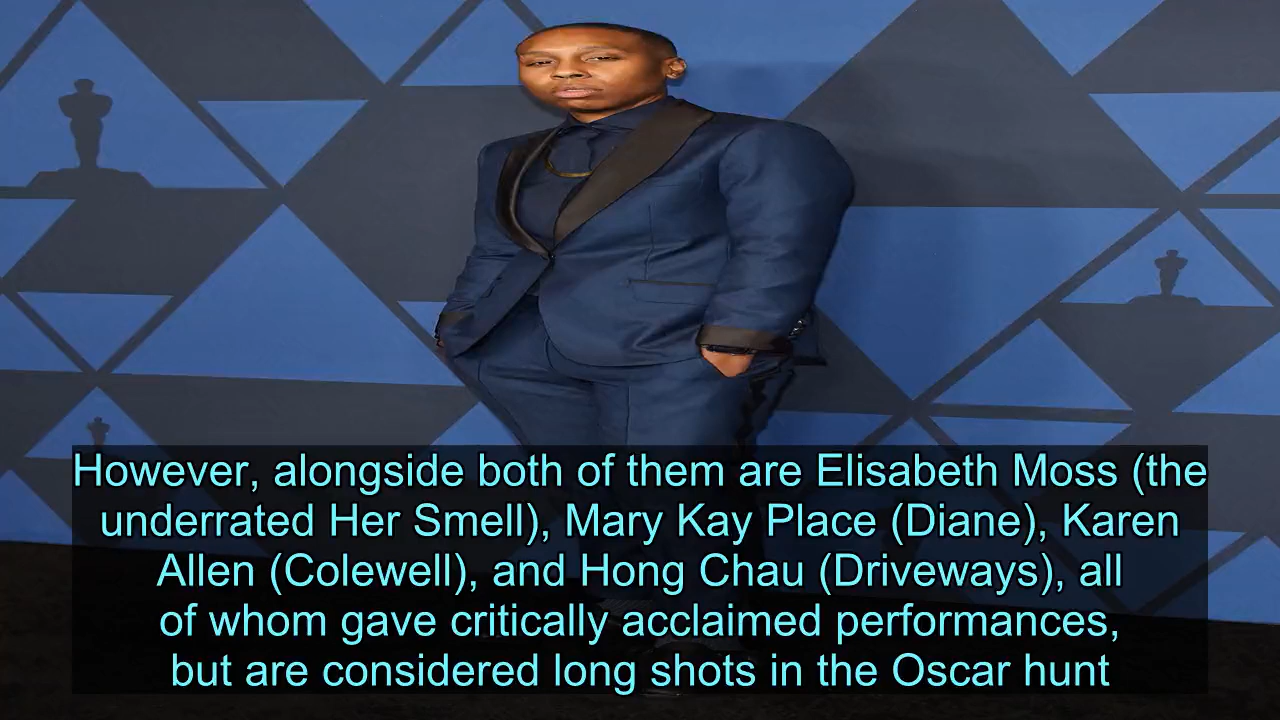 However, alongside both of them are Elisabeth Moss (the
underrated Her Smell), Mary Kay Place (Diane), Karen
Allen (Colewell), and Hong Chau (Driveways), all
of whom gave critically acclaimed performances,
but are considered long shots in the Oscar hunt